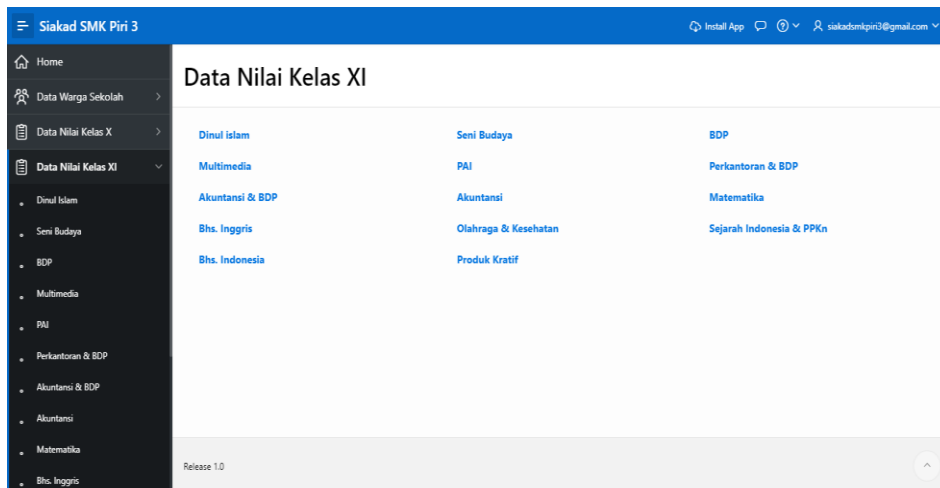 Siakad SMK Piri 3
Install App
siakadsmkpiri3@gmail.com
Home
Data Warga Sekolah
Data Nilai Kelas X
Data Nilai Kelas XI
Dinul Islam
Seni Budaya
BDP
Multimedia
PAI
Perkantoran & BDP
Akuntansi & BDP
Akuntansi
Matematika
Bhs. Inggris
Data Nilai Kelas XI
Dinul islam Seni Budaya BDP
Multimedia PAI Perkantoran & BDP
Akuntansi & BDP Akuntansi Matematika
Bhs. Inggris Olahraga & Kesehatan Sejarah Indonesia & PPKn
Bhs. Indonesia Produk Kratif
Release 1.0